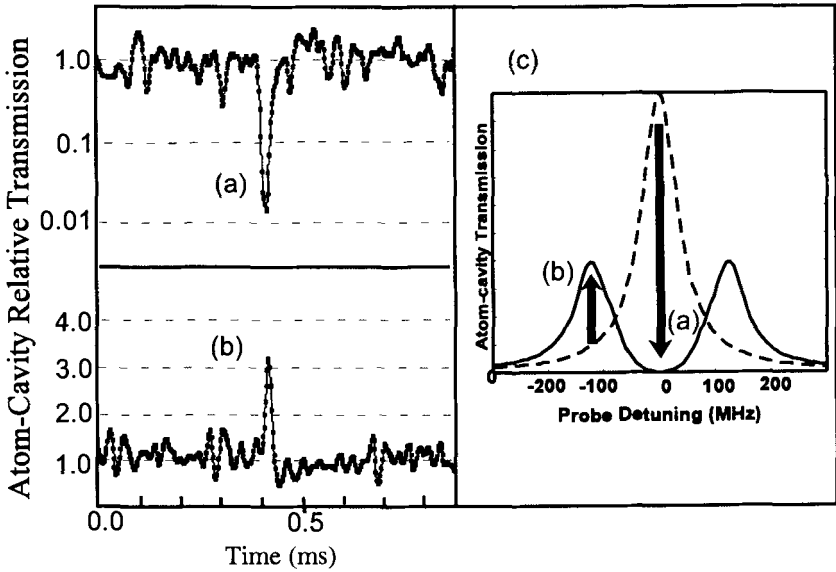 Atom-Cavity Relative Transmission
1.0
0.1
0.01
(a)
4.0
3.0
2.0
1.0
(b)
0.0
0.5
Time (ms)
(c)
Atom-cavity Transmission
(b)
(a)
0
-200
-100
0
100
200
Probe Detuning (MHz)